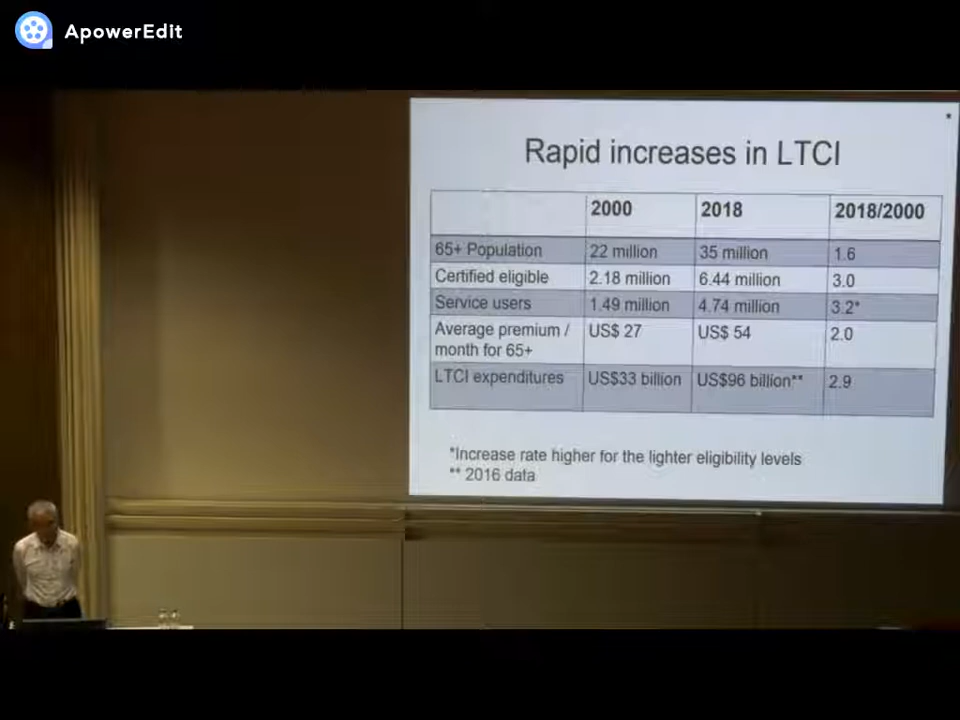 ApowerEdit
*
Rapid increases in LTCI
2000 2018 2018/2000
65+ Population 22 million 35 million 1.6
Certified eligible 2.18 million 6.44 million 3.0
Service users 1.49 million 4.74 million 3.2*
Average premium / US$ 27 US$ 54 2.0
month for 65+
LTCI expenditures US$33 billion US$96 billion** 2.9
*Increase rate higher for the lighter eligibility levels
** 2016 data